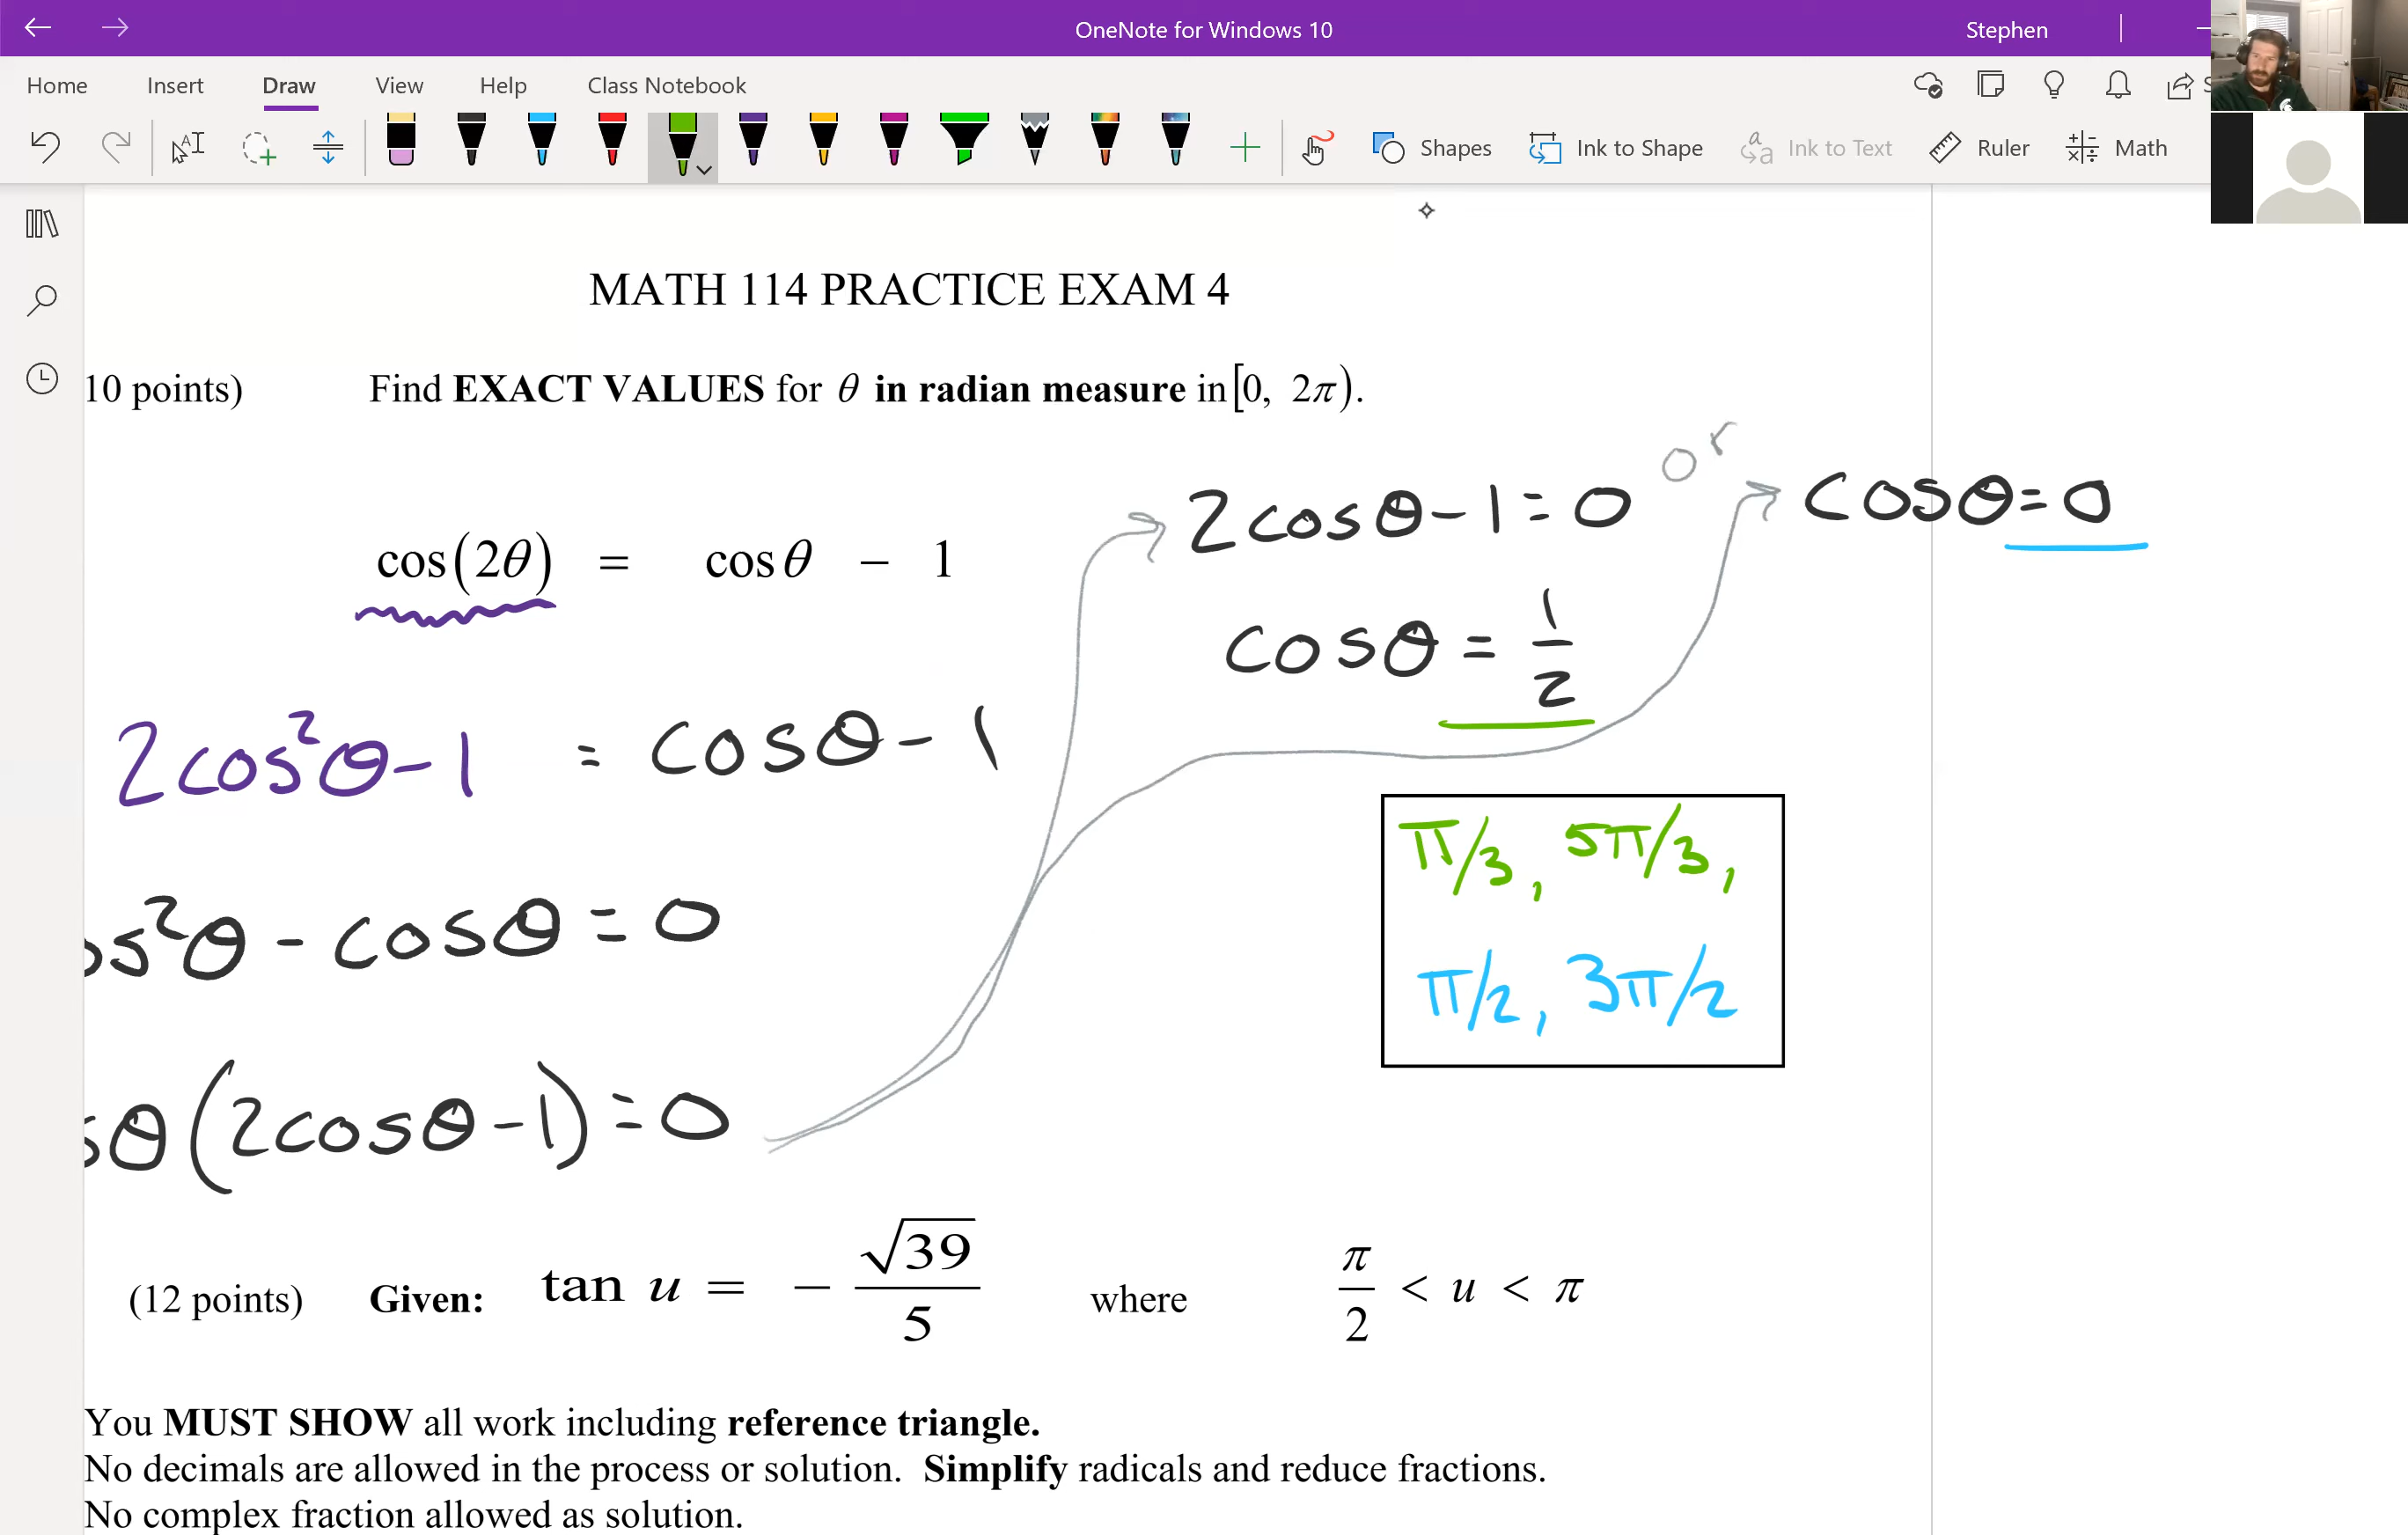 OneNote for Windows 10
Stephen
Home Insert Draw View Help Class Notebook
Shapes Ink to Shape Ink to Text Ruler Math
MATH 114 PRACTICE EXAM 4
10 points) Find EXACT VALUES for θ in radian measure in [0, 2π).
cos(2θ) = cosθ − 1
2cos²θ-1 = cosθ-1
os²θ - cosθ = 0
sθ(2cosθ-1)=0
2cosθ-1=0 or cosθ=0
cosθ = 1/2
π/3, 5π/3,
π/2, 3π/2
(12 points) Given: tan u = − √39/5 where π/2 < u < π
You MUST SHOW all work including reference triangle.
No decimals are allowed in the process or solution. Simplify radicals and reduce fractions.
No complex fraction allowed as solution.